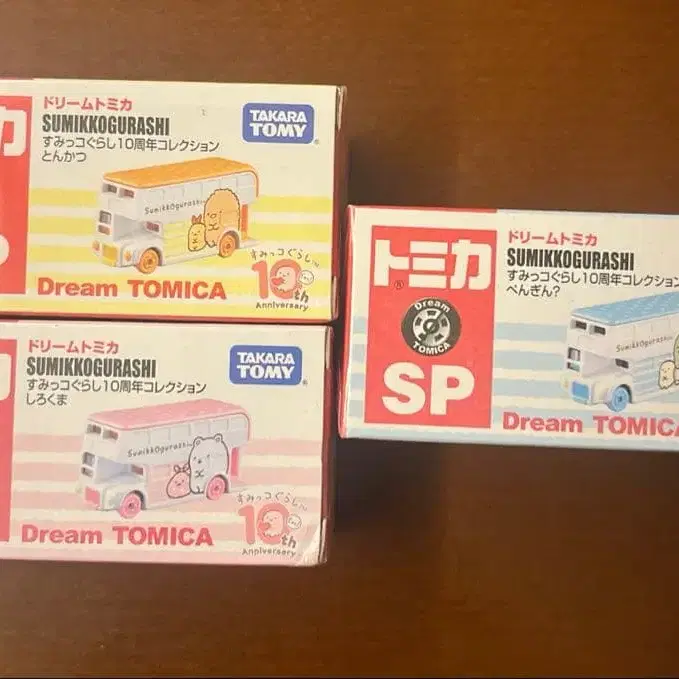 カ
P
ドリームトミカ
SUMIKKOGURASHI
すみっコぐらし10周年コレクション
とんかつ
TAKARA
TOMY
Sumikkogurashi
Dream TOMICA
すみっコぐらし
10th
Anniversary
カ
ドリームトミカ
SUMIKKOGURASHI
すみっコぐらし10周年コレクション
しろくま
TAKARA
TOMY
Sumikkogurashi
Dream TOMICA
すみっコぐらし
10th
Anniversary
トミカ
Dream
TOMICA
SP
ドリームトミカ
SUMIKKOGURASHI
すみっコぐらし10周年コレクション
ぺんぎん?
Sumikkogurashi
Dream TOMICA